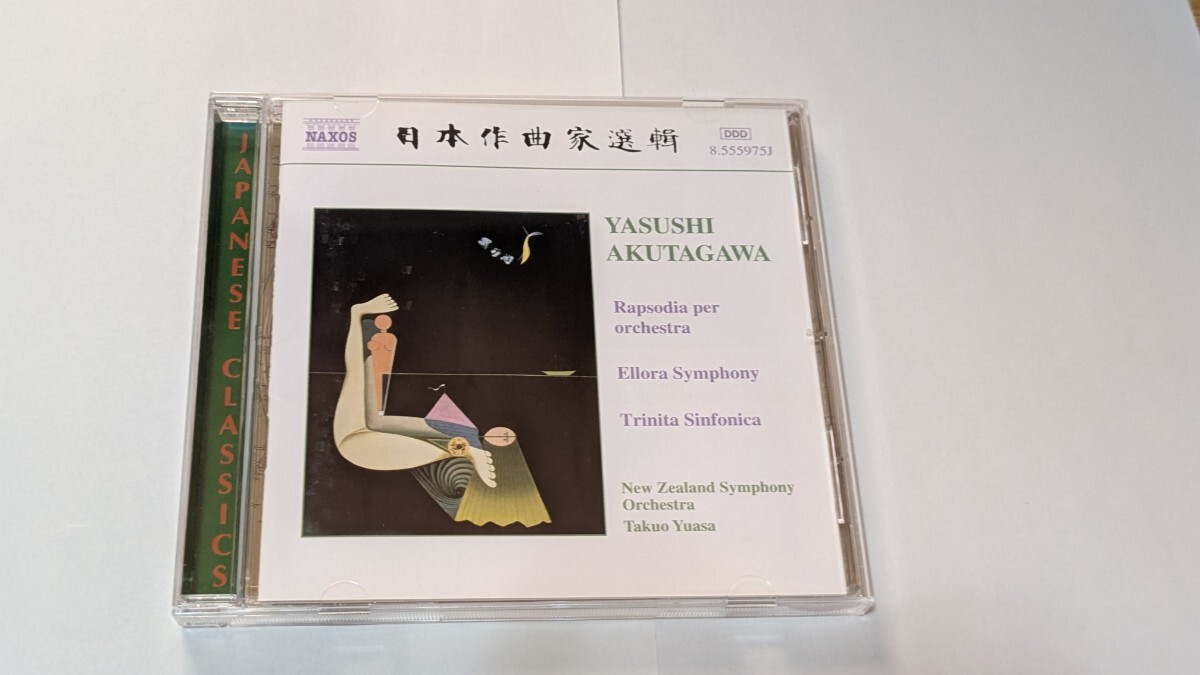 JAPANESE CLASSICS
NAXOS
日本作曲家選輯
DDD
8.555975J
YASUSHI
AKUTAGAWA
Rapsodia per
orchestra
Ellora Symphony
Trinita Sinfonica
New Zealand Symphony
Orchestra
Takuo Yuasa